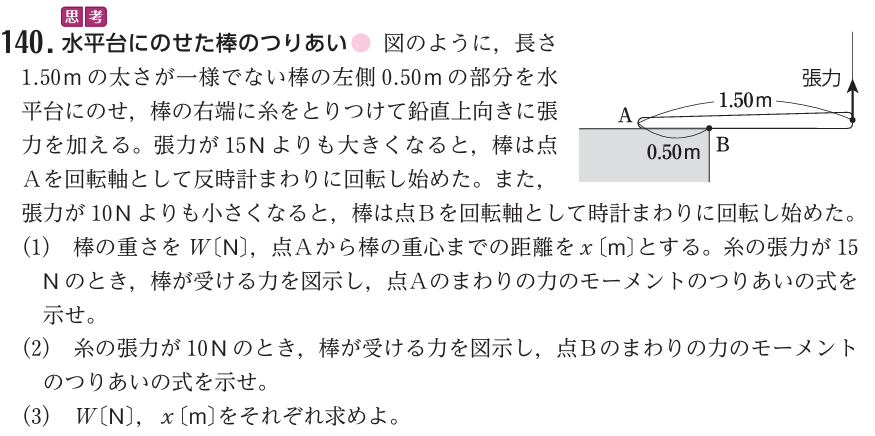 思考
140. 水平台にのせた棒のつりあい● 図のように，長さ
1.50mの太さが一様でない棒の左側0.50mの部分を水
平台にのせ，棒の右端に糸をとりつけて鉛直上向きに張
力を加える。張力が15Nよりも大きくなると，棒は点
Aを回転軸として反時計まわりに回転し始めた。また，
張力が10Nよりも小さくなると，棒は点Bを回転軸として時計まわりに回転し始めた。
(1) 棒の重さをW〔N〕，点Aから棒の重心までの距離をx〔m〕とする。糸の張力が15
Nのとき，棒が受ける力を図示し，点Aのまわりの力のモーメントのつりあいの式を
示せ。
(2) 糸の張力が10Nのとき，棒が受ける力を図示し，点Bのまわりの力のモーメント
のつりあいの式を示せ。
(3) W〔N〕，x〔m〕をそれぞれ求めよ。
張力
1.50m
A
0.50m
B